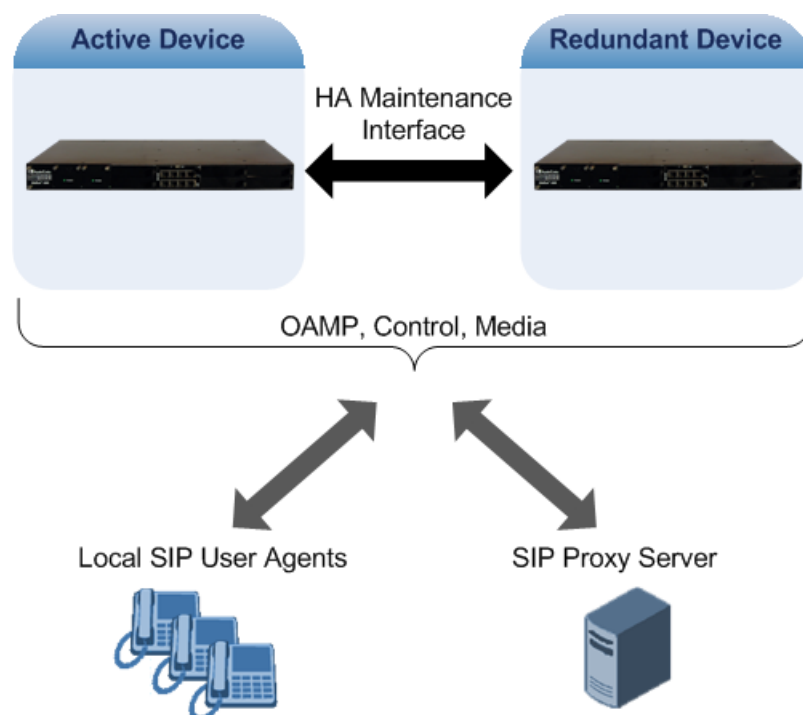 Active Device
Redundant Device
HA Maintenance
Interface
OAMP, Control, Media
Local SIP User Agents
SIP Proxy Server